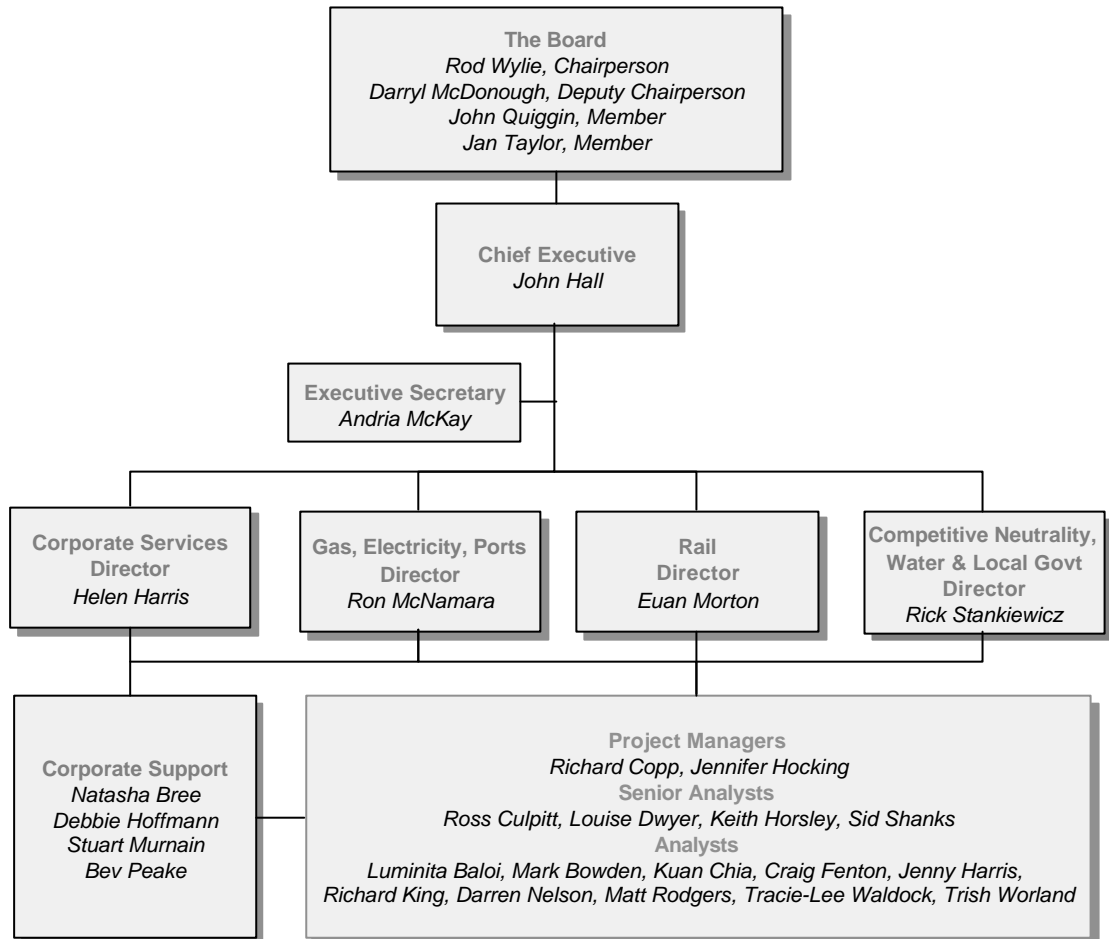 The Board
Rod Wylie, Chairperson
Darryl McDonough, Deputy Chairperson
John Quiggin, Member
Jan Taylor, Member
Chief Executive
John Hall
Executive Secretary
Andria McKay
Corporate Services
Director
Helen Harris
Gas, Electricity, Ports
Director
Ron McNamara
Rail
Director
Euan Morton
Competitive Neutrality,
Water & Local Govt
Director
Rick Stankiewicz
Corporate Support
Natasha Bree
Debbie Hoffmann
Stuart Murnain
Bev Peake
Project Managers
Richard Copp, Jennifer Hocking
Senior Analysts
Ross Culpitt, Louise Dwyer, Keith Horsley, Sid Shanks
Analysts
Luminita Baloi, Mark Bowden, Kuan Chia, Craig Fenton, Jenny Harris,
Richard King, Darren Nelson, Matt Rodgers, Tracie-Lee Waldock, Trish Worland